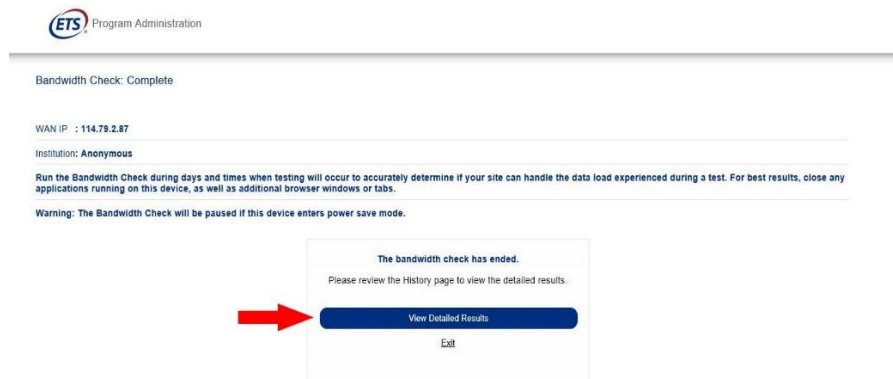 ETS Program Administration
Bandwidth Check: Complete
WAN IP : 114.79.2.87
Institution: Anonymous
Run the Bandwidth Check during days and times when testing will occur to accurately determine if your site can handle the data load experienced during a test. For best results, close any
applications running on this device, as well as additional browser windows or tabs.
Warning: The Bandwidth Check will be paused if this device enters power save mode.
The bandwidth check has ended.
Please review the History page to view the detailed results.
View Detailed Results
Exit